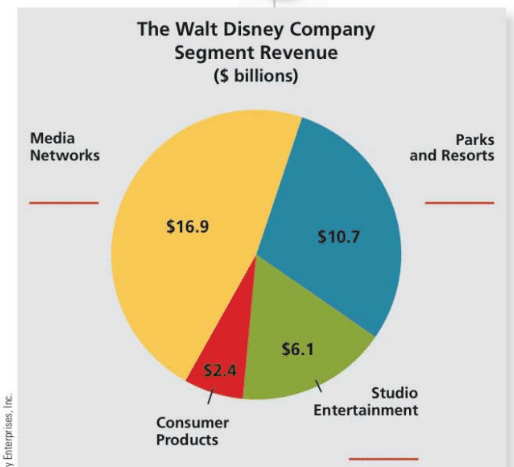 The Walt Disney Company
Segment Revenue
($ billions)
Media
Networks
Parks
and Resorts
$16.9
$10.7
$6.1
$2.4
Studio
Entertainment
Consumer
Products
Enterprises, Inc.